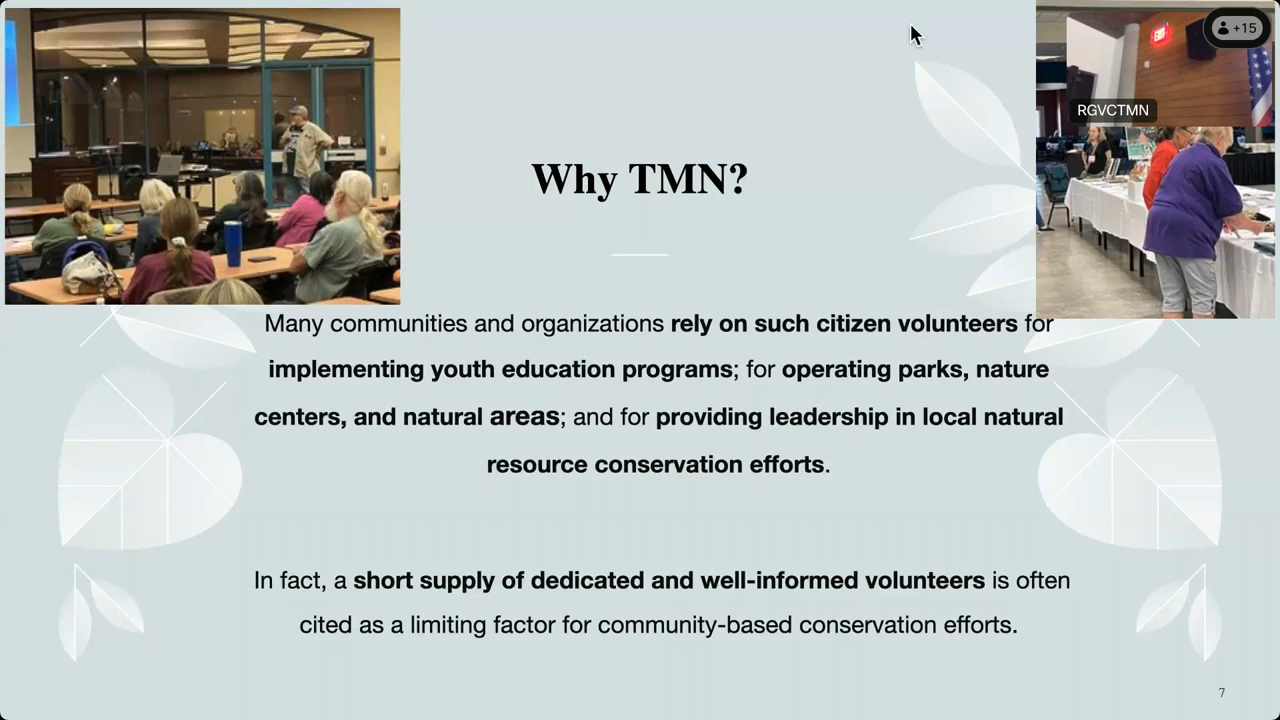 +15
EXIT
RGVCTMN
Why TMN?
Many communities and organizations rely on such citizen volunteers for
implementing youth education programs; for operating parks, nature
centers, and natural areas; and for providing leadership in local natural
resource conservation efforts.
In fact, a short supply of dedicated and well-informed volunteers is often
cited as a limiting factor for community-based conservation efforts.
7